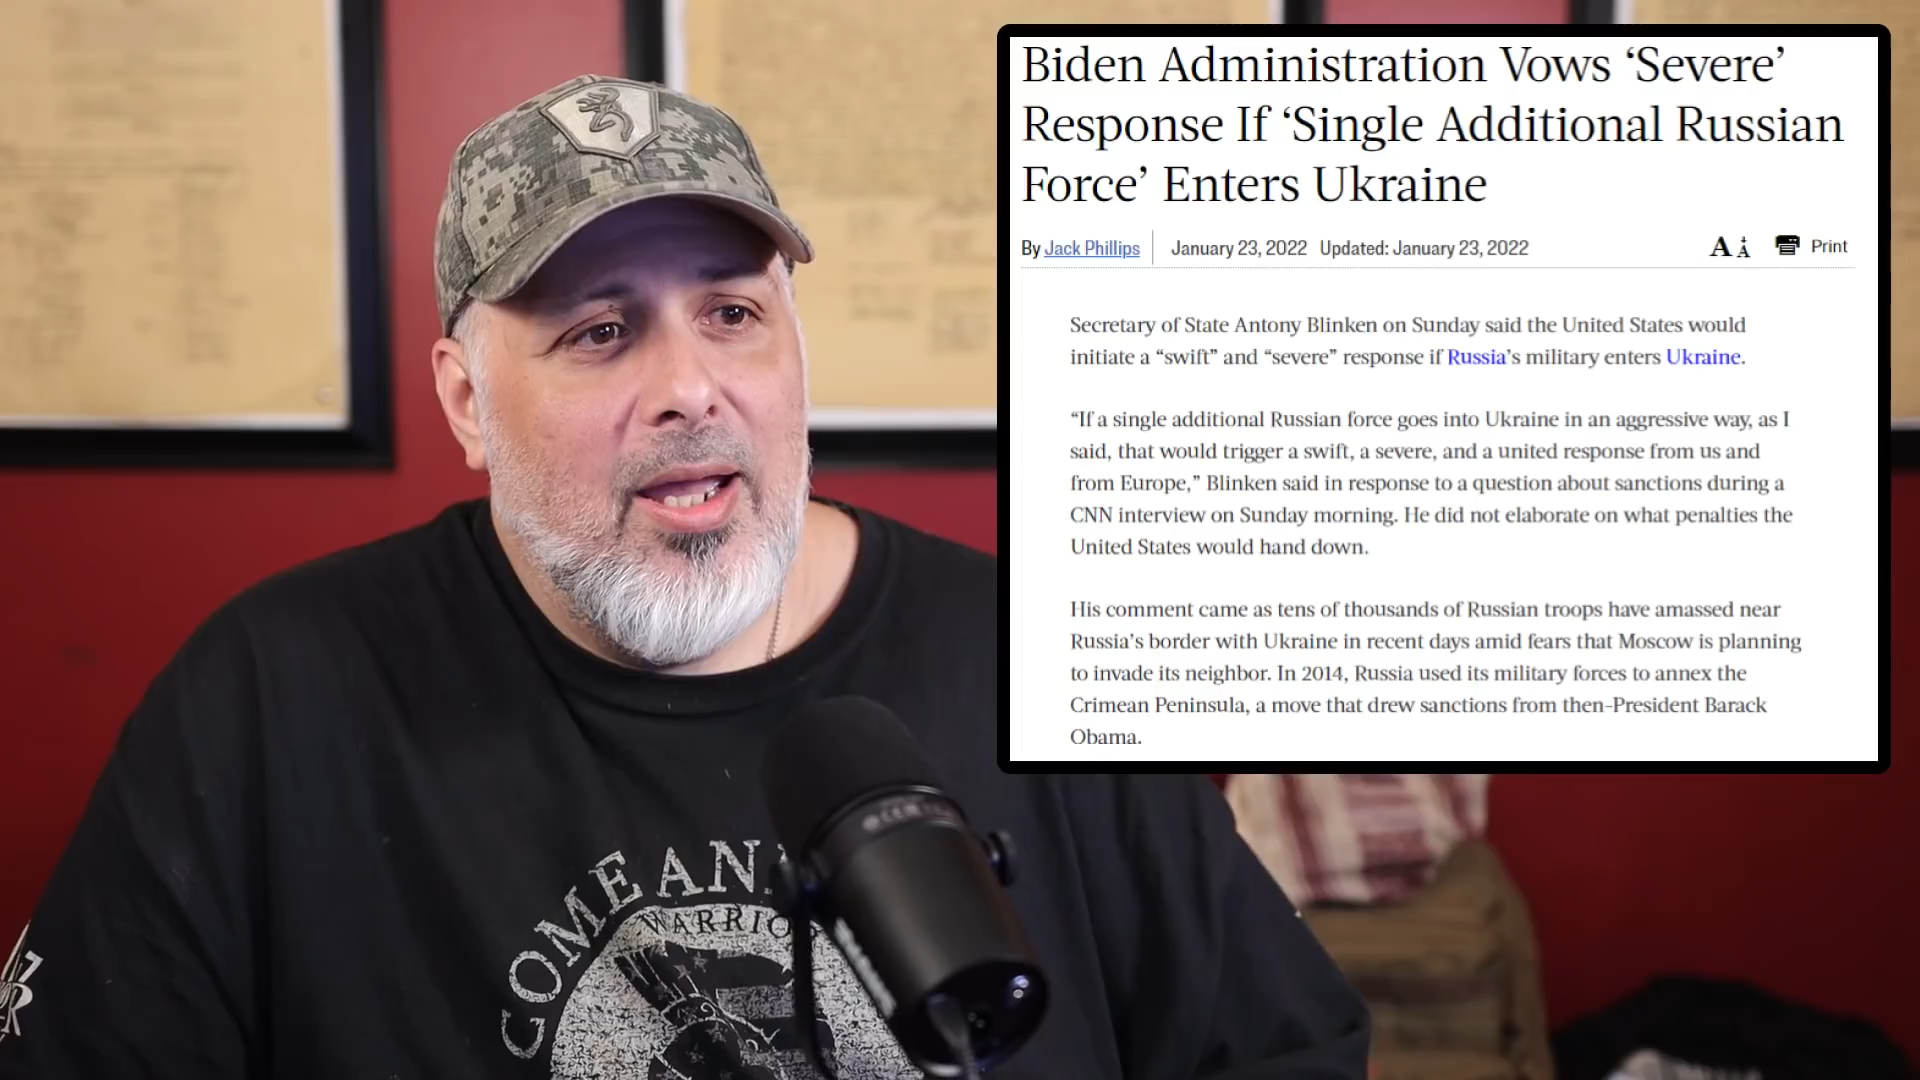 Biden Administration Vows ‘Severe’
Response If ‘Single Additional Russian
Force’ Enters Ukraine
By Jack Phillips January 23, 2022 Updated: January 23, 2022 A A Print
Secretary of State Antony Blinken on Sunday said the United States would
initiate a “swift” and “severe” response if Russia’s military enters Ukraine.
“If a single additional Russian force goes into Ukraine in an aggressive way, as I
said, that would trigger a swift, a severe, and a united response from us and
from Europe,” Blinken said in response to a question about sanctions during a
CNN interview on Sunday morning. He did not elaborate on what penalties the
United States would hand down.
His comment came as tens of thousands of Russian troops have amassed near
Russia’s border with Ukraine in recent days amid fears that Moscow is planning
to invade its neighbor. In 2014, Russia used its military forces to annex the
Crimean Peninsula, a move that drew sanctions from then-President Barack
Obama.
COME AN
WARRIO